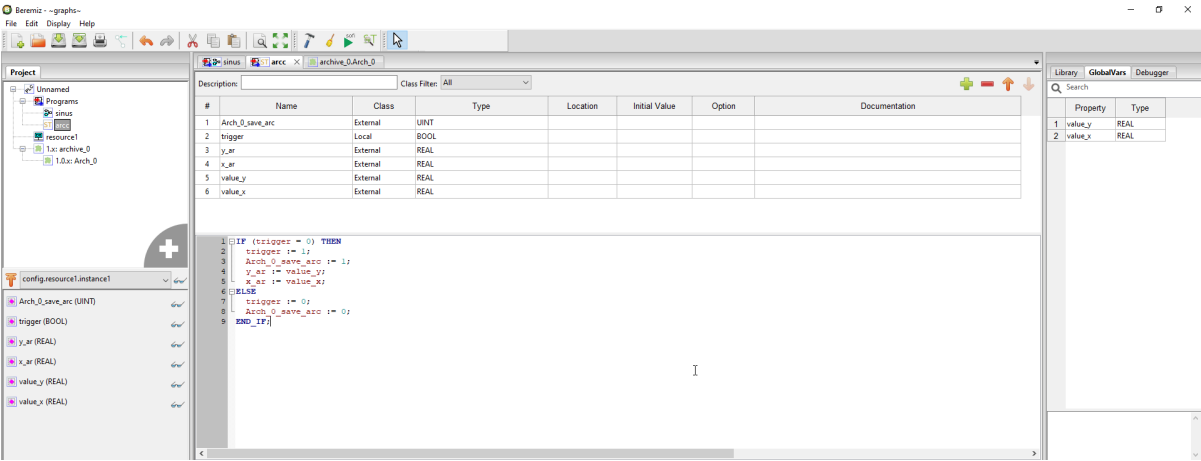 Beremiz - ~graphs~
File Edit Display Help
Project
Unnamed
Programs
sinus
ST arcc
resource1
1.x: archive_0
1.0.x: Arch_0
config.resource1.instance1
Arch_0_save_arc (UINT)
trigger (BOOL)
y_ar (REAL)
x_ar (REAL)
value_y (REAL)
value_x (REAL)
sinus ST arcc × archive_0.Arch_0
Description: Class Filter: All
# Name Class Type Location Initial Value Option Documentation
1 Arch_0_save_arc External UINT
2 trigger Local BOOL
3 y_ar External REAL
4 x_ar External REAL
5 value_y External REAL
6 value_x External REAL
1 IF (trigger = 0) THEN
2 trigger := 1;
3 Arch_0_save_arc := 1;
4 y_ar := value_y;
5 x_ar := value_x;
6 ELSE
7 trigger := 0;
8 Arch_0_save_arc := 0;
9 END_IF;
Library GlobalVars Debugger
Search
Property Type
1 value_y REAL
2 value_x REAL